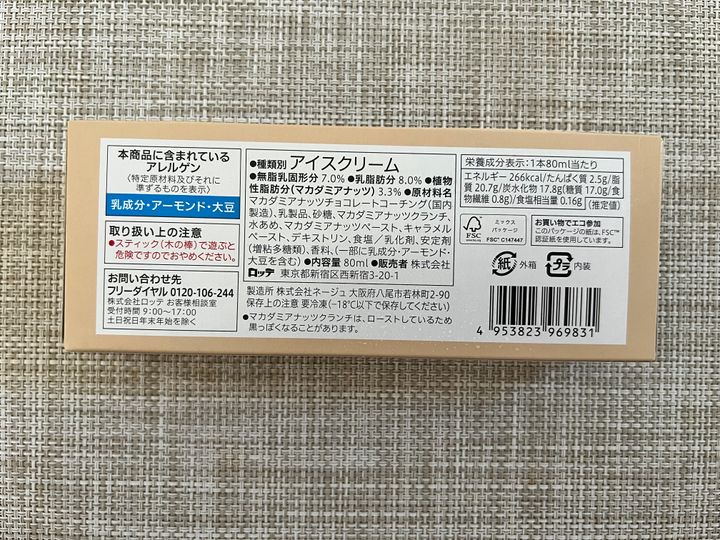 本商品に含まれている
アレルゲン
〈特定原材料及びそれに
準ずるものを表示〉
乳成分・アーモンド・大豆
取り扱い上の注意
●スティック（木の棒）で遊ぶと
危険ですのでおやめください。
お問い合わせ先
フリーダイヤル 0120-106-244
株式会社ロッテ お客様相談室
受付時間 9:00～17:00
土日祝日年末年始を除く
●種類別 アイスクリーム
●無脂乳固形分 7.0% ●乳脂肪分 8.0% ●植物
性脂肪分（マカダミアナッツ） 3.3% ●原材料名
マカダミアナッツチョコレートコーチング（国内
製造）、乳製品、砂糖、マカダミアナッツクランチ、
水あめ、マカダミアナッツペースト、キャラメルペ
ースト、デキストリン、食塩／乳化剤、安定剤
（増粘多糖類）、香料、（一部に乳成分・アーモンド・
大豆を含む） ●内容量 80ml ●販売者 株式会社
ロッテ 東京都新宿区西新宿3-20-1
製造所 株式会社ネージュ 大阪府八尾市若林町2-90
保存上の注意 要冷凍（－18℃以下で保存してください）
●マカダミアナッツクランチは、ローストしているため
黒っぽくなることがあります。
栄養成分表示：1本80ml当たり
エネルギー 266kcal/たんぱく質 2.5g/脂
質 20.7g/炭水化物 17.8g(糖質 17.0g/食
物繊維 0.8g)/食塩相当量 0.16g （推定値）
FSC
ミックス
パッケージ
FSC® C147447
お買い物でエコ参加
このパッケージの紙は、FSC™
認証紙を使用しています。
紙 外箱
プラ 内装
4 953823 969831